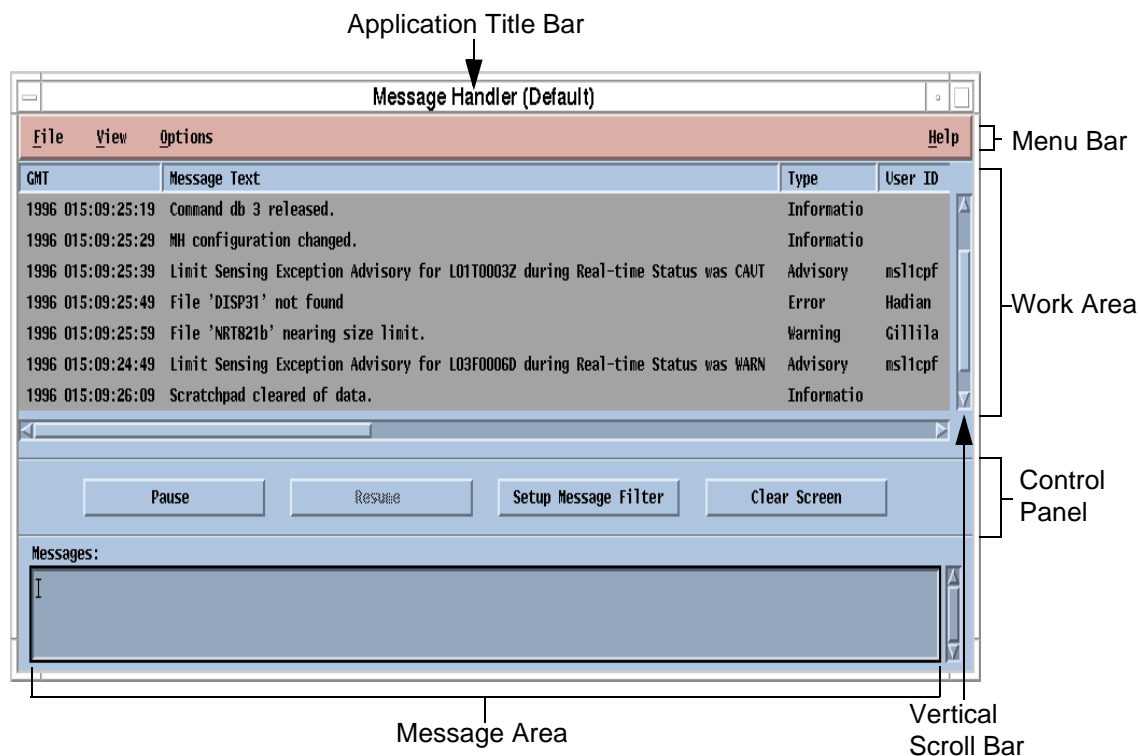 Application Title Bar
Message Handler (Default)
File View Options Help
Menu Bar
GMT Message Text Type User ID
1996 015:09:25:19 Command db 3 released. Informatio
1996 015:09:25:29 MH configuration changed. Informatio
1996 015:09:25:39 Limit Sensing Exception Advisory for L01T0003Z during Real-time Status was CAUT Advisory msl1cpf
1996 015:09:25:49 File 'DISP31' not found Error Hadian
1996 015:09:25:59 File 'NRT821b' nearing size limit. Warning Gillila
1996 015:09:24:49 Limit Sensing Exception Advisory for L03F0006D during Real-time Status was WARN Advisory msl1cpf
1996 015:09:26:09 Scratchpad cleared of data. Informatio
Work Area
Pause Resume Setup Message Filter Clear Screen
Control
Panel
Messages:
Message Area
Vertical
Scroll Bar